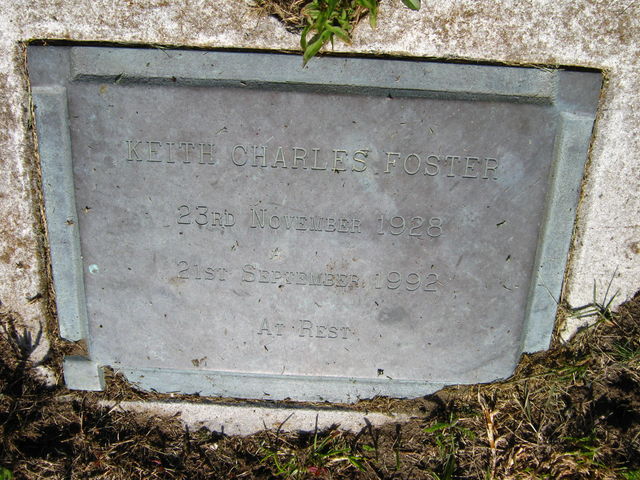 Keith Charles Foster
23rd November 1928
21st September 1992
At Rest